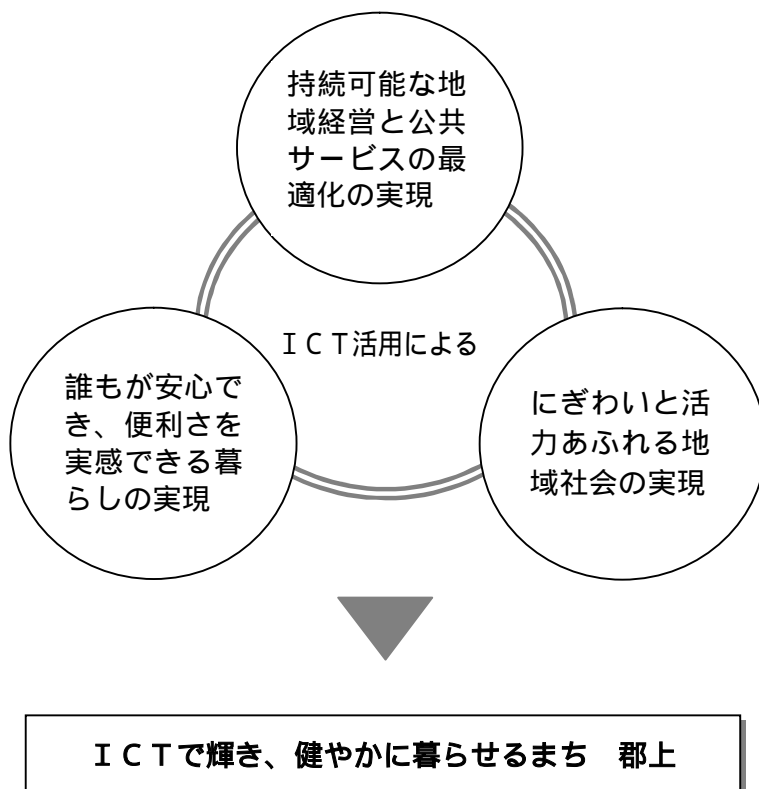 持続可能な地
域経営と公共
サービスの最
適化の実現
ＩＣＴ活用による
誰もが安心で
き、便利さを
実感できる暮
らしの実現
にぎわいと活
力あふれる地
域社会の実現
ＩＣＴで輝き、健やかに暮らせるまち　郡上